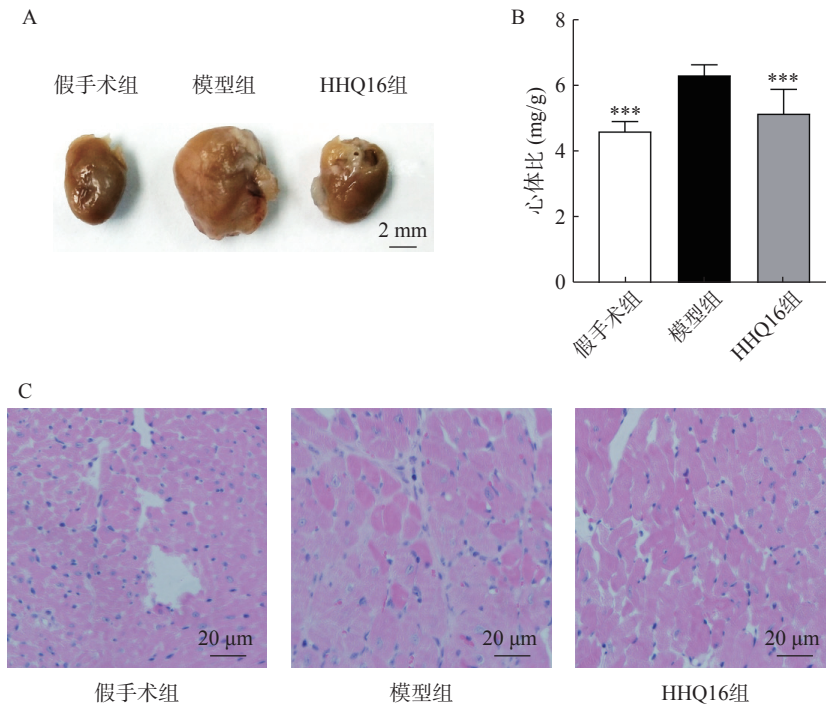 A
假手术组 模型组 HHQ16组
2 mm
B
心体比 (mg/g)
8
6
4
2
0
***
***
假手术组
模型组
HHQ16组
C
20 μm
20 μm
20 μm
假手术组 模型组 HHQ16组